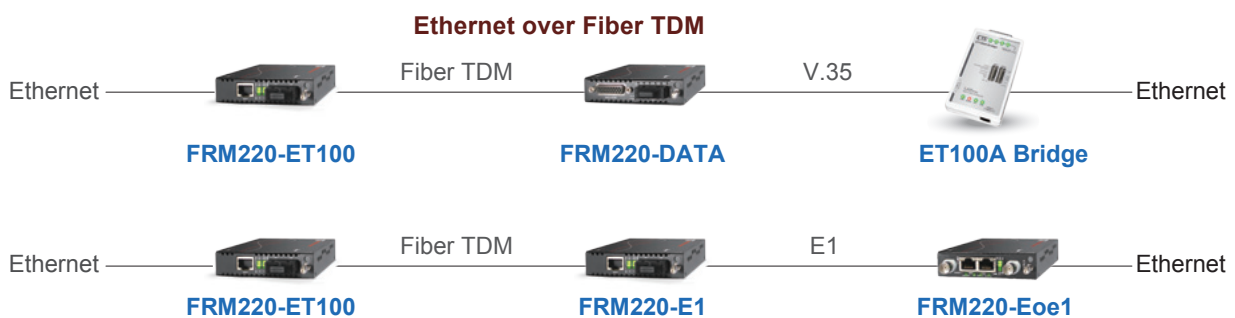 Ethernet over Fiber TDM
Ethernet
Fiber TDM
V.35
Ethernet
FRM220-ET100
FRM220-DATA
ET100A Bridge
Ethernet
Fiber TDM
E1
Ethernet
FRM220-ET100
FRM220-E1
FRM220-Eoe1